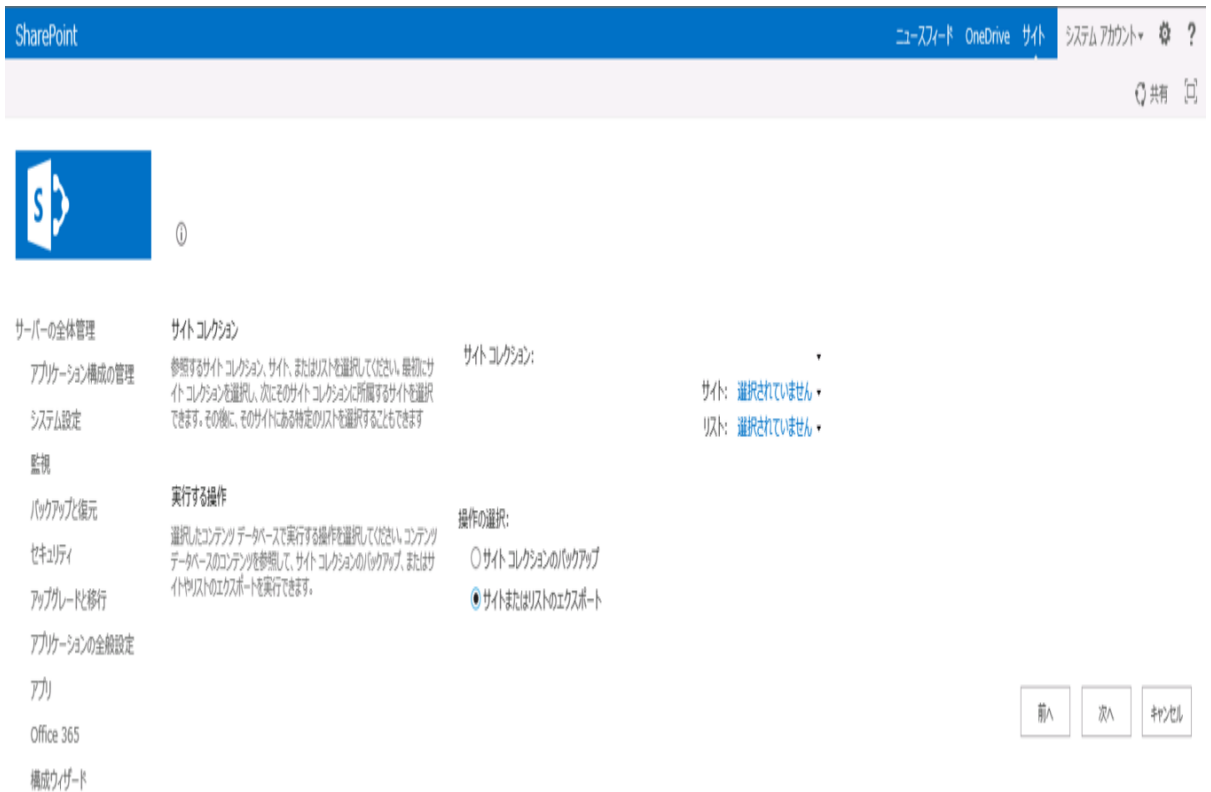 SharePoint
ニュースフィード OneDrive サイト システム アカウント ?
共有
S
サーバーの全体管理
アプリケーション構成の管理
システム設定
監視
バックアップと復元
セキュリティ
アップグレードと移行
アプリケーションの全般設定
アプリ
Office 365
構成ウィザード
サイト コレクション
参照するサイト コレクション、サイト、またはリストを選択してください。最初にサ
イト コレクションを選択し、次にそのサイト コレクションに所属するサイトを選択
できます。その後に、そのサイトにある特定のリストを選択することもできます
サイト コレクション:
サイト: 選択されていません
リスト: 選択されていません
実行する操作
選択したコンテンツ データベースで実行する操作を選択してください。コンテンツ
データベースのコンテンツを参照して、サイト コレクションのバックアップ、またはサ
イトやリストのエクスポートを実行できます。
操作の選択:
サイト コレクションのバックアップ
サイトまたはリストのエクスポート
前へ 次へ キャンセル